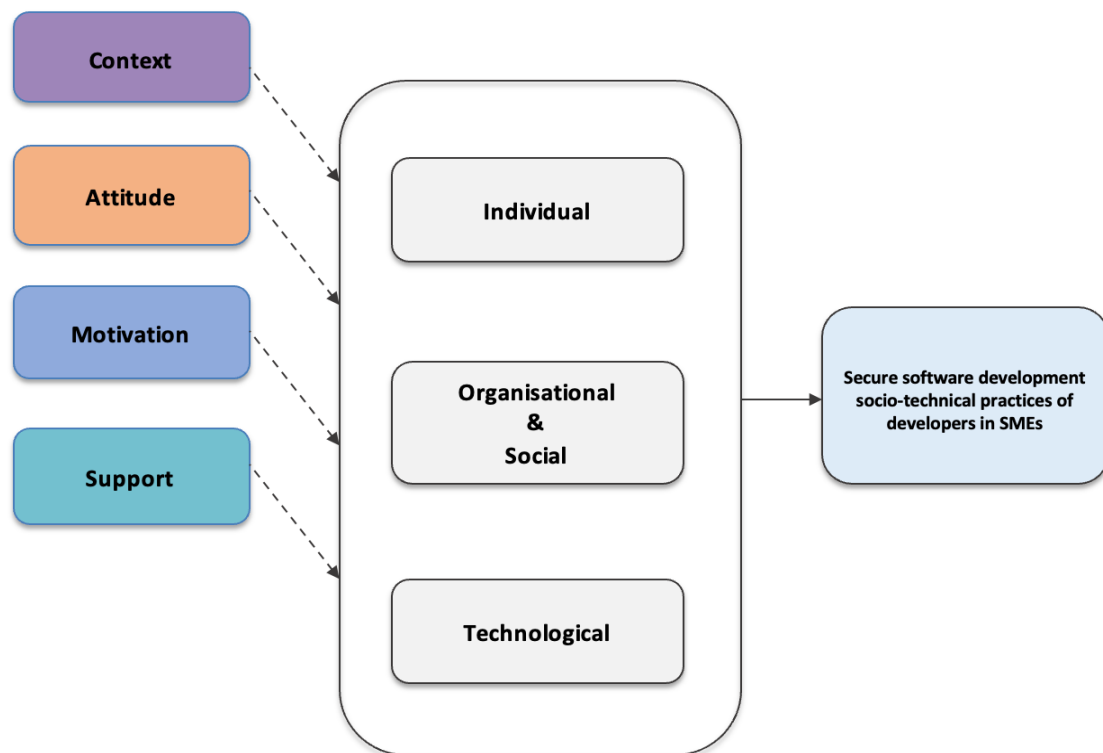 Context
Attitude
Motivation
Support
Individual
Organisational
&
Social
Technological
Secure software development
socio-technical practices of
developers in SMEs